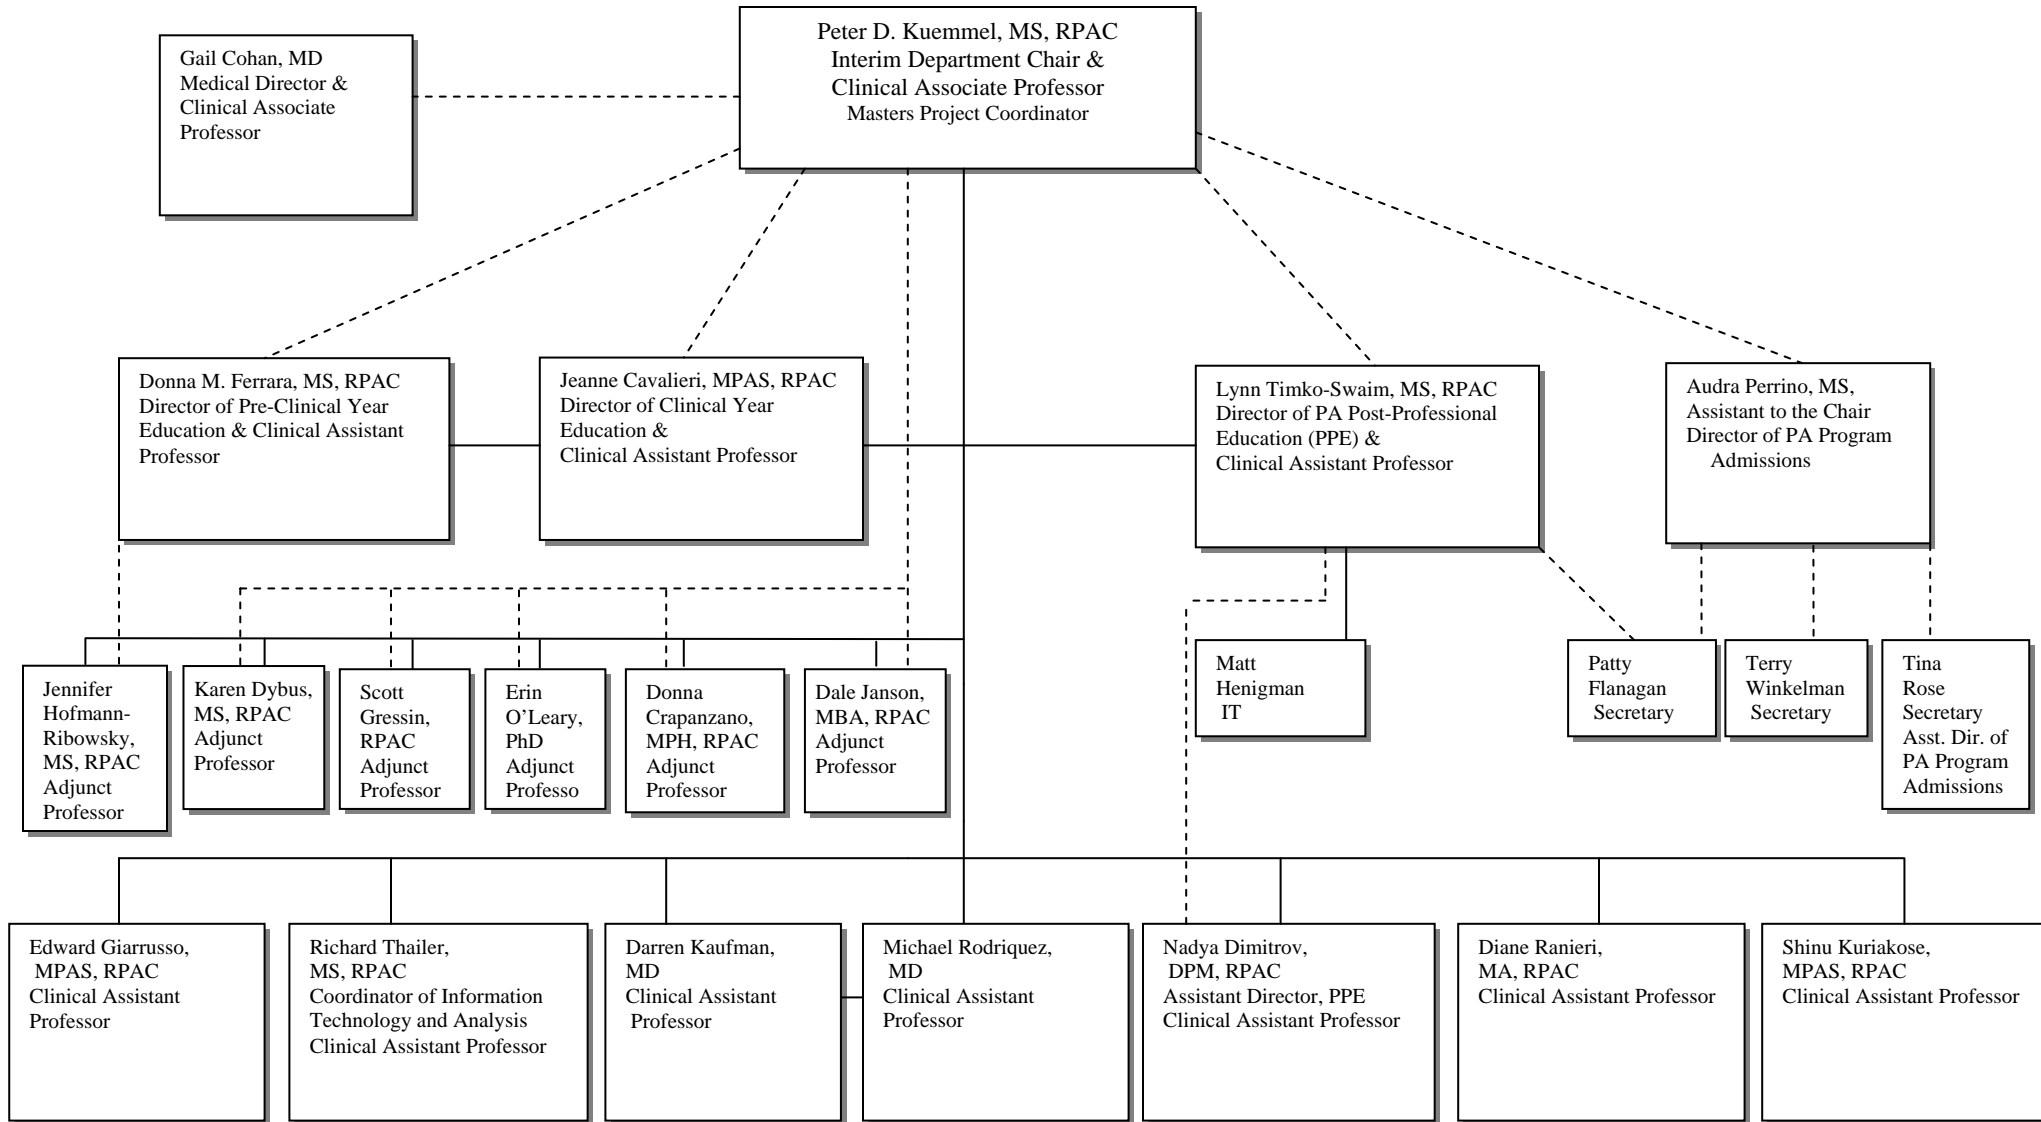 Peter D. Kuemmel, MS, RPAC
Interim Department Chair &
Clinical Associate Professor
Masters Project Coordinator
Gail Cohan, MD
Medical Director &
Clinical Associate
Professor
Donna M. Ferrara, MS, RPAC
Director of Pre-Clinical Year
Education & Clinical Assistant
Professor
Jeanne Cavalieri, MPAS, RPAC
Director of Clinical Year
Education &
Clinical Assistant Professor
Lynn Timko-Swaim, MS, RPAC
Director of PA Post-Professional
Education (PPE) &
Clinical Assistant Professor
Audra Perrino, MS,
Assistant to the Chair
Director of PA Program
Admissions
Jennifer
Hofmann-
Ribowsky,
MS, RPAC
Adjunct
Professor
Karen Dybus,
MS, RPAC
Adjunct
Professor
Scott
Gressin,
RPAC
Adjunct
Professor
Erin
O’Leary,
PhD
Adjunct
Professo
Donna
Crapanzano,
MPH, RPAC
Adjunct
Professor
Dale Janson,
MBA, RPAC
Adjunct
Professor
Matt
Henigman
IT
Patty
Flanagan
Secretary
Terry
Winkelman
Secretary
Tina
Rose
Secretary
Asst. Dir. of
PA Program
Admissions
Edward Giarrusso,
MPAS, RPAC
Clinical Assistant
Professor
Richard Thailer,
MS, RPAC
Coordinator of Information
Technology and Analysis
Clinical Assistant Professor
Darren Kaufman,
MD
Clinical Assistant
Professor
Michael Rodriquez,
MD
Clinical Assistant
Professor
Nadya Dimitrov,
DPM, RPAC
Assistant Director, PPE
Clinical Assistant Professor
Diane Ranieri,
MA, RPAC
Clinical Assistant Professor
Shinu Kuriakose,
MPAS, RPAC
Clinical Assistant Professor